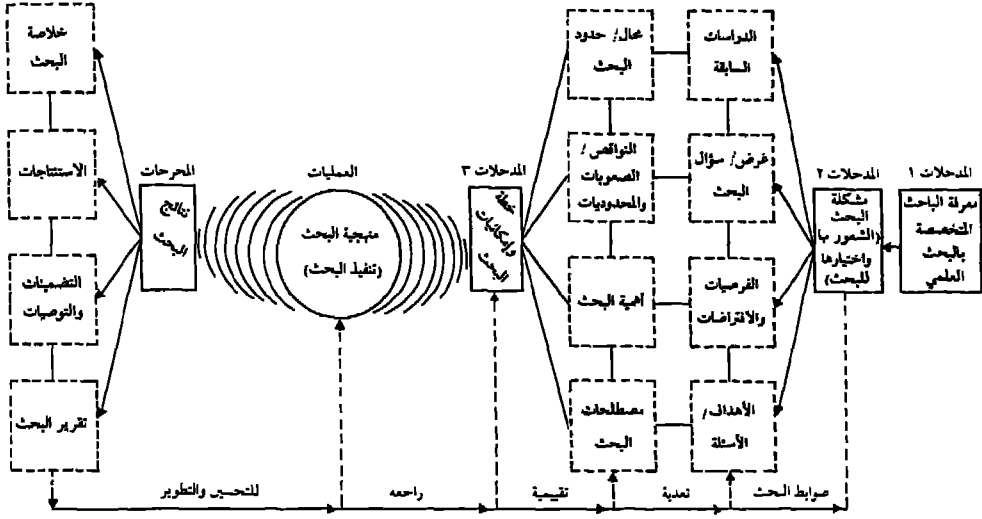 المدخلات ١
معرفة الباحث
المتخصصة
بالبحث
العلمي
المدخلات ٢
مشكلة
البحث
(الشعور بها
واختيارها
للبحث)
الدراسات
السابقة
غرض/ سؤال
البحث
الفرضيات
والافتراضات
الأهداف/
الأسئلة
مجال/ حدود
البحث
النواقص/
الصعوبات
والمحدوديات
أهمية البحث
مصطلحات
البحث
المدخلات ٣
خطة
وإمكانيات
البحث
العمليات
منهجية البحث
(تنفيذ البحث)
المخرجات
نتائج
البحث
خلاصة
البحث
الاستنتاجات
التضمينات
والتوصيات
تقرير البحث
ضوابط البحث
تغذية
تقييمية
راجعه
للتحسين والتطوير